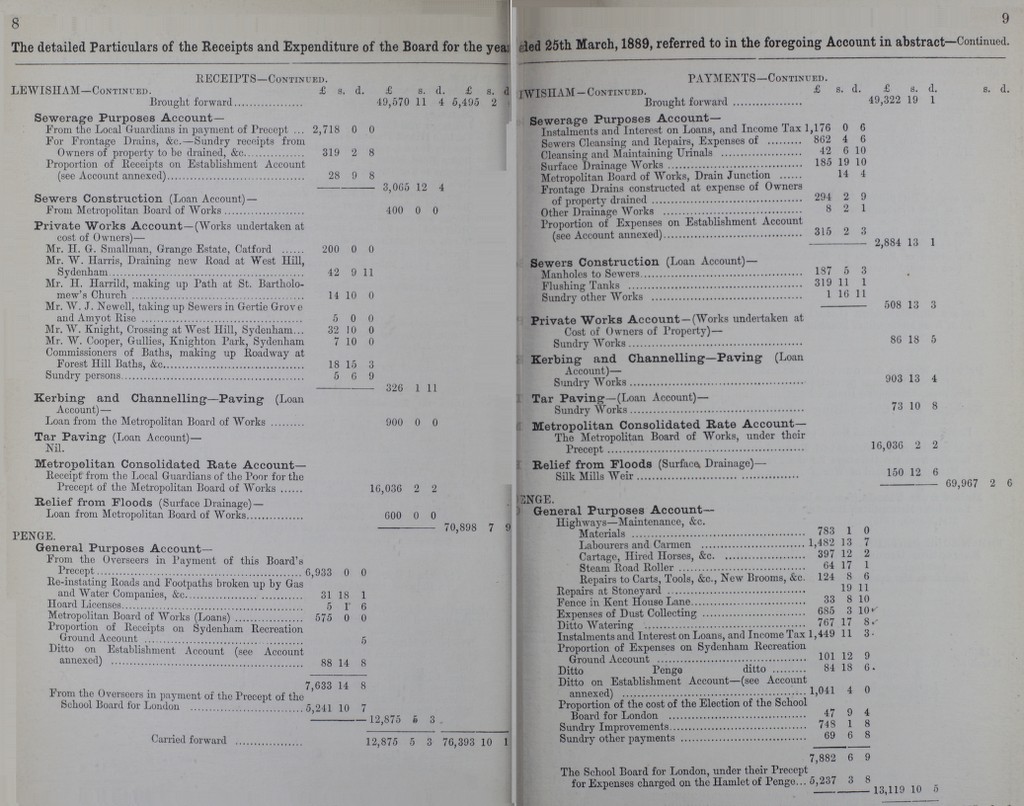 8
The detailed Particulars of the Receipts and Expenditure of the Board for the yea
RECEIPTS—CONTINUED.
LEWISHAM—CONTINUED. £ s. d. £ s. d. £ s. d
Brought forward 49,570 11 4 5,495 2
Sewerage Purposes Account—
From the Local Guardians in payment of Precept ... 2,718 0 0
For Frontage Drains, &c.—Sundry receipts from
Owners of property to be drained, &c. 319 2 8
Proportion of Receipts on Establishment Account
(see Account annexed) 28 9 8
3,065 12 4
Sewers Construction (Loan Account)—
From Metropolitan Board of Works 400 0 0
Private Works Account—(Works undertaken at
cost of Owners)—
Mr. H. G. Smallman, Grange Estate, Catford 200 0 0
Mr. W. Harris, Draining new Road at West Hill,
Sydenham 42 9 11
Mr. H. Harrild, making up Path at St. Bartholo-
mew's Church 14 10 0
Mr. W. J. Newell, taking up Sewers in Gertie Grove
and Amyot Rise 5 0 0
Mr. W. Knight, Crossing at West Hill, Sydenham... 32 10 0
Mr. W. Cooper, Gullies, Knighton Park, Sydenham 7 10 0
Commissioners of Baths, making up Roadway at
Forest Hill Baths, &c. 18 15 3
Sundry persons 5 6 9
326 1 11
Kerbing and Channelling—Paving (Loan
Account)—
Loan from the Metropolitan Board of Works 900 0 0
Tar Paving (Loan Account)—
Nil.
Metropolitan Consolidated Rate Account—
Receipt from the Local Guardians of the Poor for the
Precept of the Metropolitan Board of Works 16,036 2 2
Relief from Floods (Surface Drainage)—
Loan from Metropolitan Board of Works 600 0 0
70,898 7 9
PENGE.
General Purposes Account—
From the Overseers in Payment of this Board's
Precept 6,933 0 0
Re-instating Roads and Footpaths broken up by Gas
and Water Companies, &c. 31 18 1
Hoard Licenses 5 1 6
Metropolitan Board of Works (Loans) 575 0 0
Proportion of Receipts on Sydenham Recreation
Ground Account 5
Ditto on Establishment Account (see Account
annexed) 88 14 8
7,633 14 8
From the Overseers in payment of the Precept of the
School Board for London 5,241 10 7
12,875 5 3
Carried forward 12,875 5 3 76,393 10 1
9
ded 25th March, 1889, referred to in the foregoing Account in abstract—Continued.
PAYMENTS—CONTINUED.
WISHAM—CONTINUED. £ s. d. £ s. d. s. d.
Brought forward 49,322 19 1
Sewerage Purposes Account—
Instalments and Interest on Loans, and Income Tax 1,176 0 6
Sewers Cleansing and Repairs, Expenses of 862 4 6
Cleansing and Maintaining Urinals 42 6 10
Surface Drainage Works 185 19 10
Metropolitan Board of Works, Drain Junction 14 4
Frontage Drains constructed at expense of Owners
of property drained 294 2 9
Other Drainage Works 8 2 1
Proportion of Expenses on Establishment Account
(see Account annexed) 315 2 3
2,884 13 1
Sewers Construction (Loan Account)—
Manholes to Sewers 187 5 3
Flushing Tanks 319 11 1
Sundry other Works 1 16 11
508 13 3
Private Works Account—(Works undertaken at
Cost of Owners of Property)—
Sundry Works 86 18 5
Kerbing and Channelling—Paving (Loan
Account)—
Sundry Works 903 13 4
Tar Paving—(Loan Account)—
Sundry Works 73 10 8
Metropolitan Consolidated Rate Account—
The Metropolitan Board of Works, under their
Precept 16,036 2 2
Relief from Floods (Surface Drainage)—
Silk Mills Weir 150 12 6
69,967 2 6
ENGE.
General Purposes Account—
Highways—Maintenance, &c.
Materials 783 1 0
Labourers and Carmen 1,482 13 7
Cartage, Hired Horses, &c. 397 12 2
Steam Road Roller 64 17 1
Repairs to Carts, Tools, &c., New Brooms, &c. 124 8 6
Repairs at Stoneyard 19 11
Fence in Kent House Lane 33 8 10
Expenses of Dust Collecting 685 3 10
Ditto Watering 767 17 8
Instalments and Interest on Loans, and Income Tax 1,449 11 3
Proportion of Expenses on Sydenham Recreation
Ground Account 101 12 9
Ditto Penge ditto 84 18 6
Ditto on Establishment Account—(see Account
annexed) 1,041 4 0
Proportion of the cost of the Election of the School
Board for London 47 9 4
Sundry Improvements 748 1 8
Sundry other payments 69 6 8
7,882 6 9
The School Board for London, under their Precept
for Expenses charged on the Hamlet of Penge... 5,237 3 8
13,119 10 5